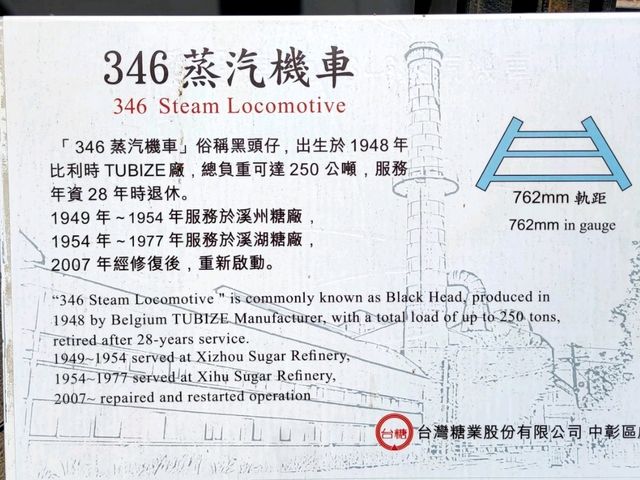 346 蒸汽機車
346 Steam Locomotive
「346 蒸汽機車」俗稱黑頭仔，出生於 1948 年
比利時 TUBIZE 廠，總負重可達 250 公噸，服務
年資 28 年時退休。
1949 年～1954 年服務於溪州糖廠，
1954 年～1977 年服務於溪湖糖廠，
2007 年經修復後，重新啟動。
762mm 軌距
762mm in gauge
“346 Steam Locomotive " is commonly known as Black Head, produced in
1948 by Belgium TUBIZE Manufacturer, with a total load of up to 250 tons,
retired after 28-years service.
1949~1954 served at Xizhou Sugar Refinery,
1954~1977 served at Xihu Sugar Refinery,
2007~ repaired and restarted operation
台糖 台灣糖業股份有限公司 中彰區